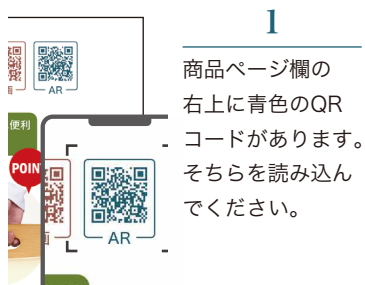 1
商品ページ欄の
右上に青色のQR
コードがあります。
そちらを読み込ん
でください。
画
AR
便利
POIN
画
AR